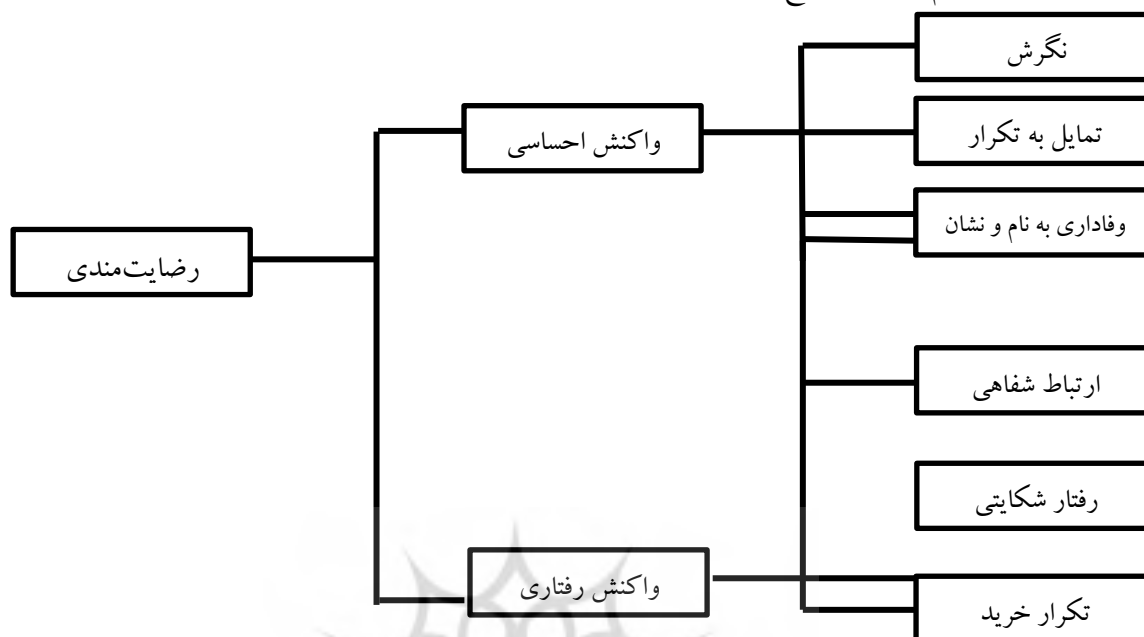 نگرش
تمایل به تکرار
واکنش احساسی
وفاداری به نام و نشان
رضایت‌مندی
ارتباط شفاهی
رفتار شکایتی
واکنش رفتاری
تکرار خرید